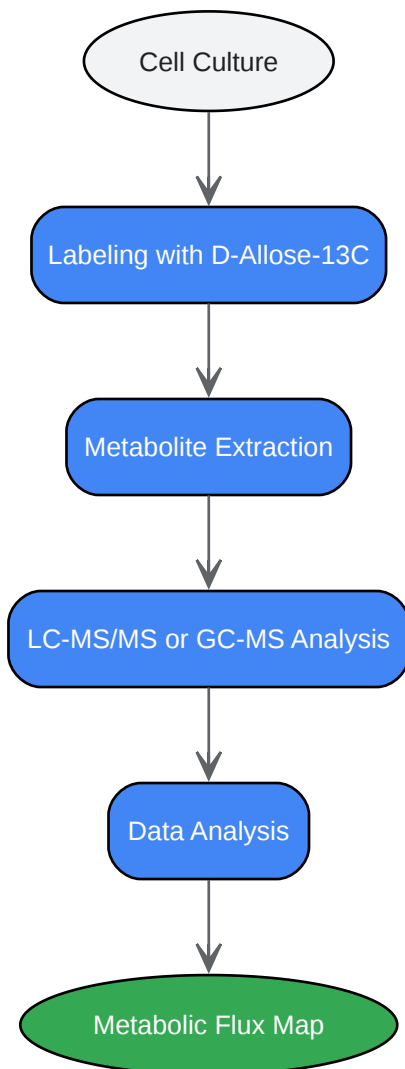 Cell Culture
Labeling with D-Allose-13C
Metabolite Extraction
LC-MS/MS or GC-MS Analysis
Data Analysis
Metabolic Flux Map